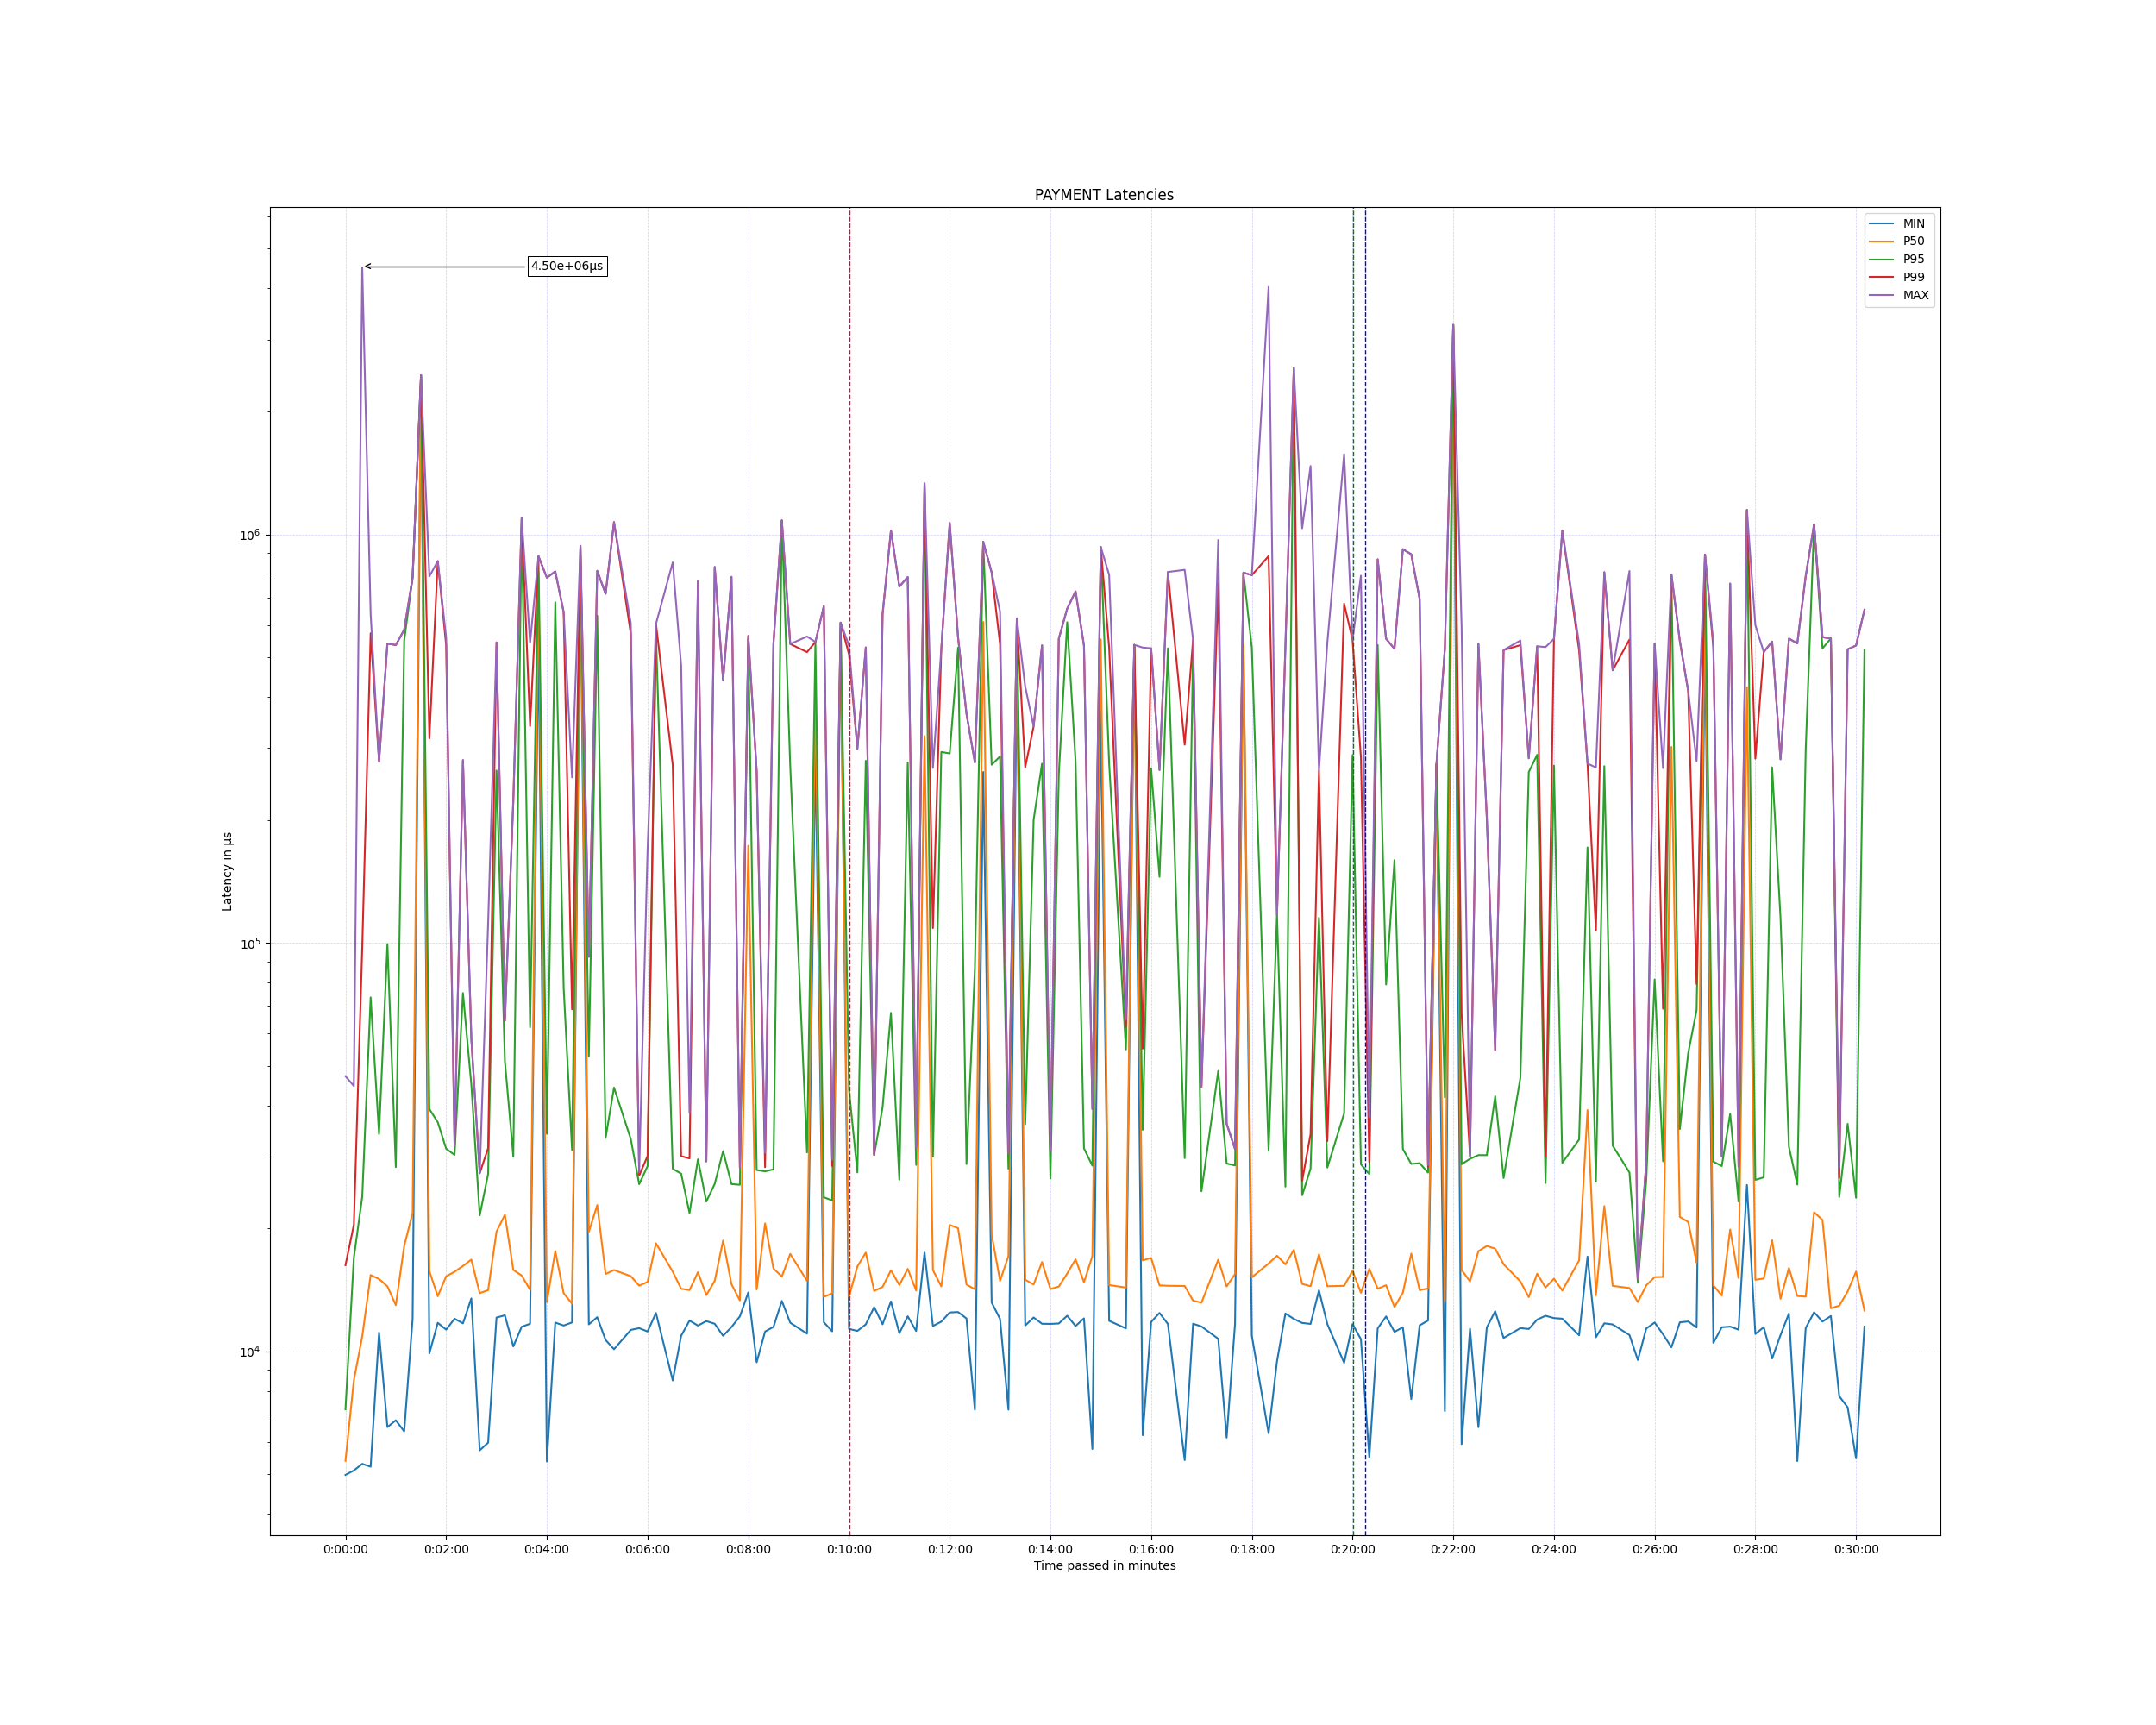 PAYMENT Latencies
MIN
P50
P95
P99
MAX
4.50e+06µs
10⁶
10⁵
10⁴
Latency in µs
0:00:00 0:02:00 0:04:00 0:06:00 0:08:00 0:10:00 0:12:00 0:14:00 0:16:00 0:18:00 0:20:00 0:22:00 0:24:00 0:26:00 0:28:00 0:30:00
Time passed in minutes